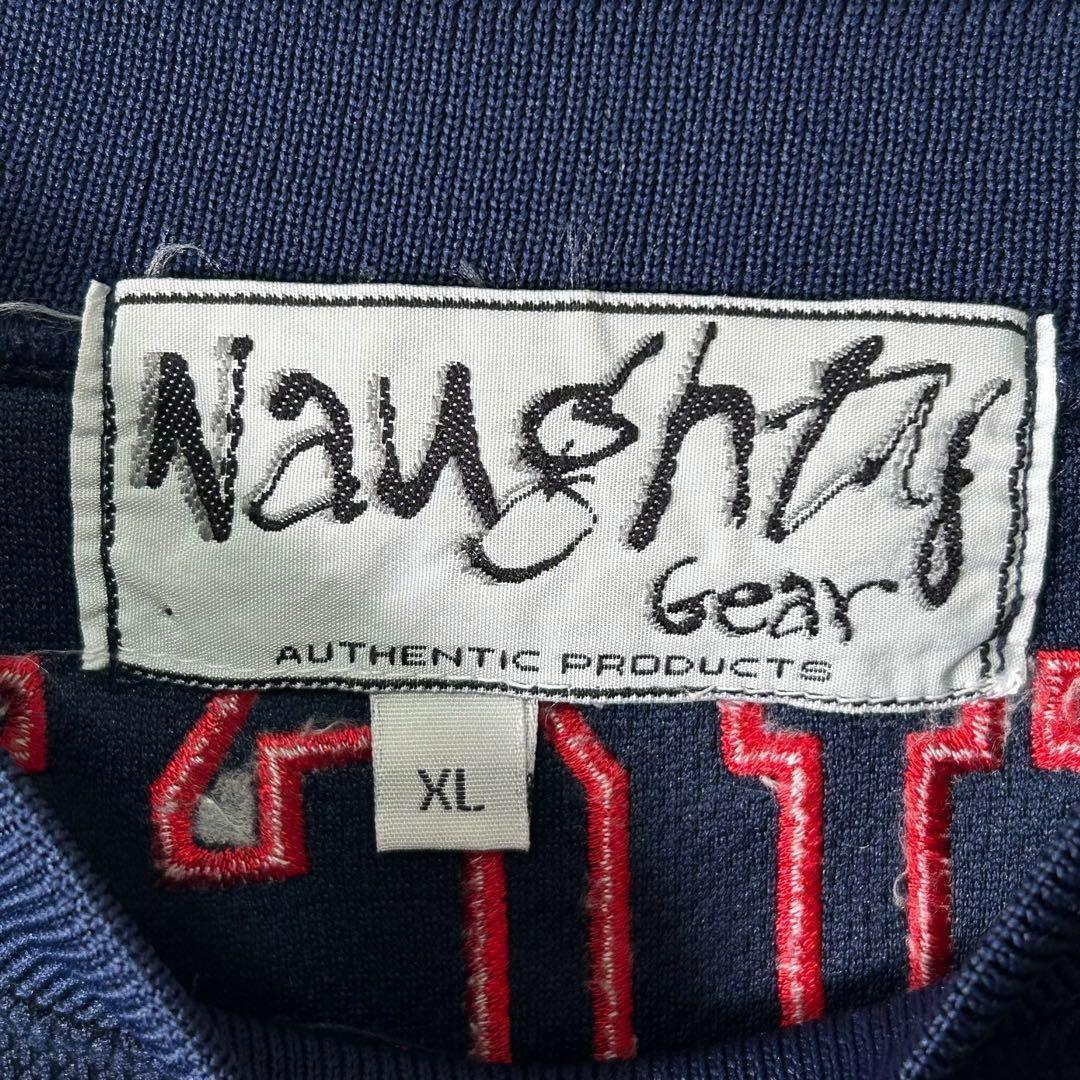 Naughty
Gear
AUTHENTIC PRODUCTS
XL